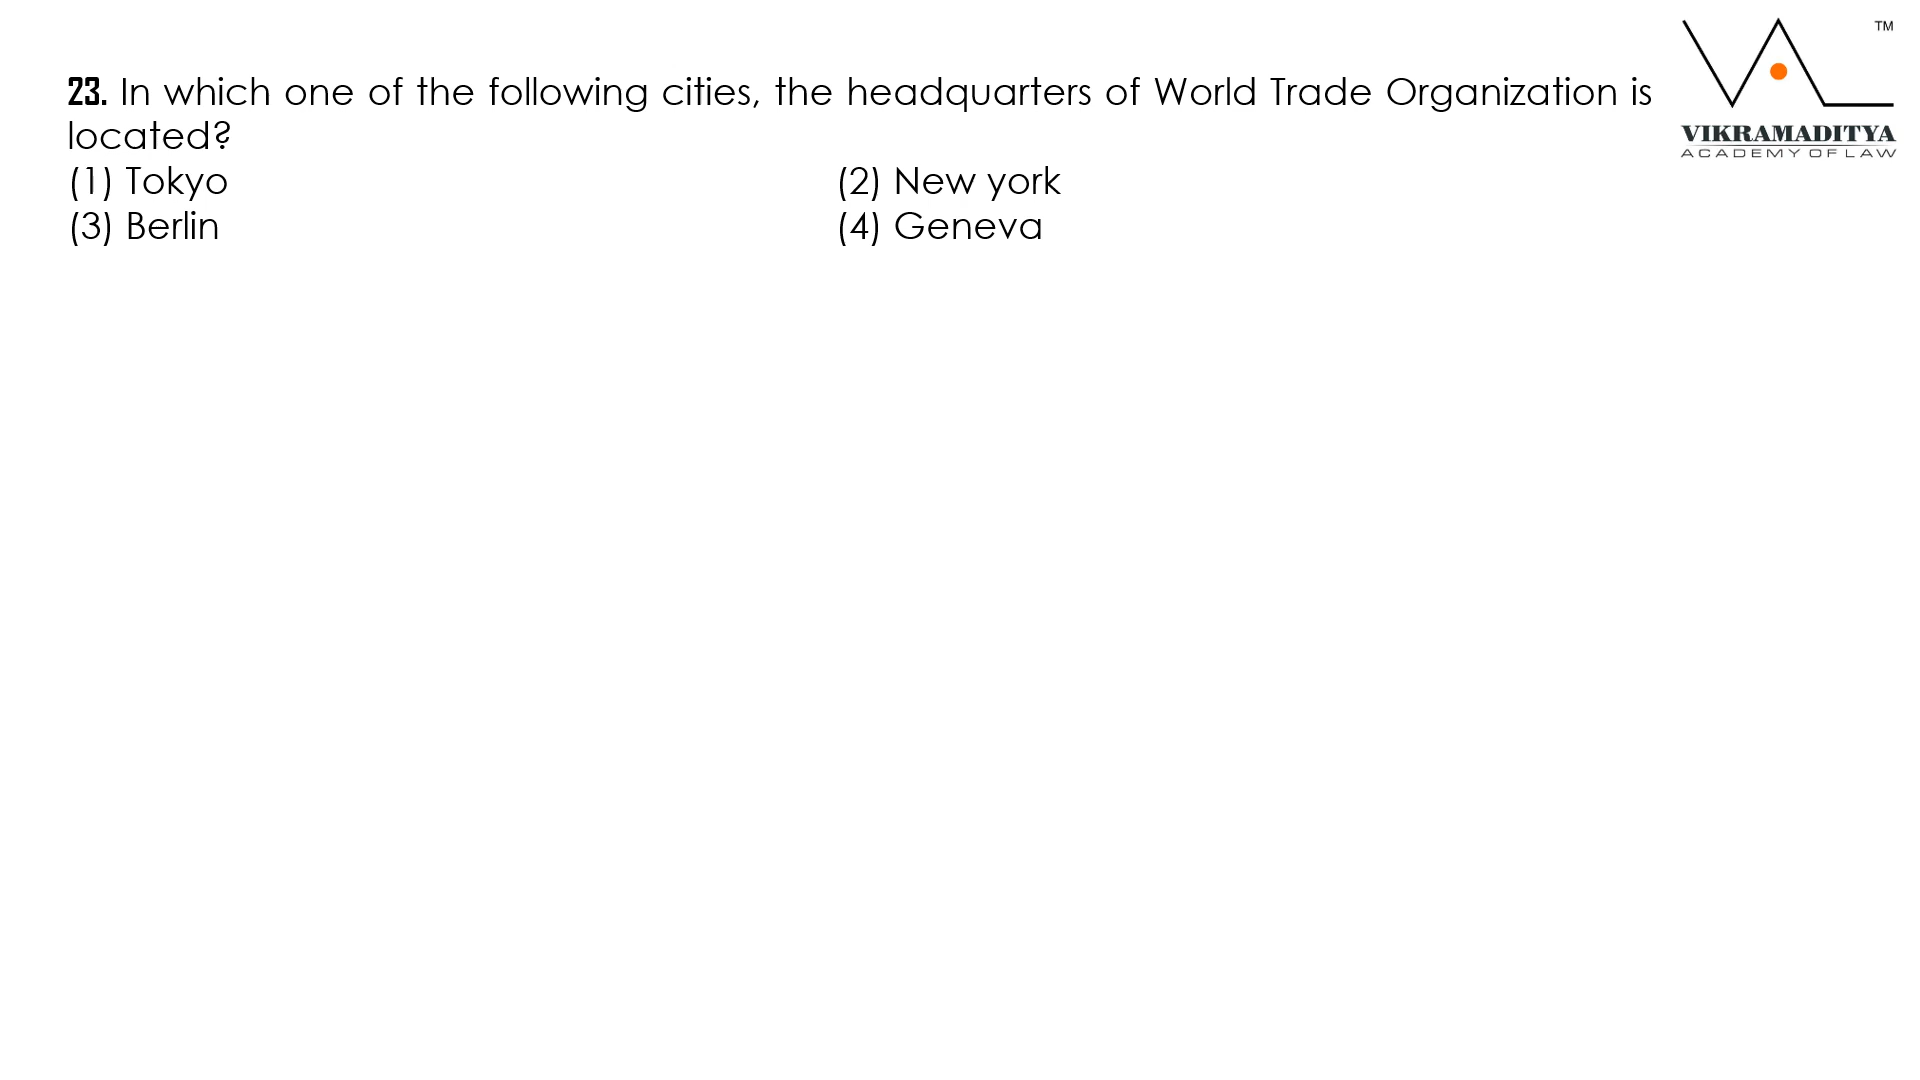 TM
23. In which one of the following cities, the headquarters of World Trade Organization is
located?
(1) Tokyo (2) New york
(3) Berlin (4) Geneva
VIKRAMADITYA
ACADEMY OF LAW